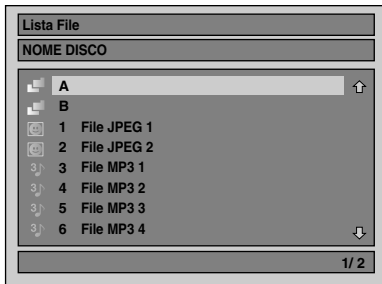 Lista File
NOME DISCO
A
B
1 File JPEG 1
2 File JPEG 2
3 File MP3 1
4 File MP3 2
5 File MP3 3
6 File MP3 4
1/ 2